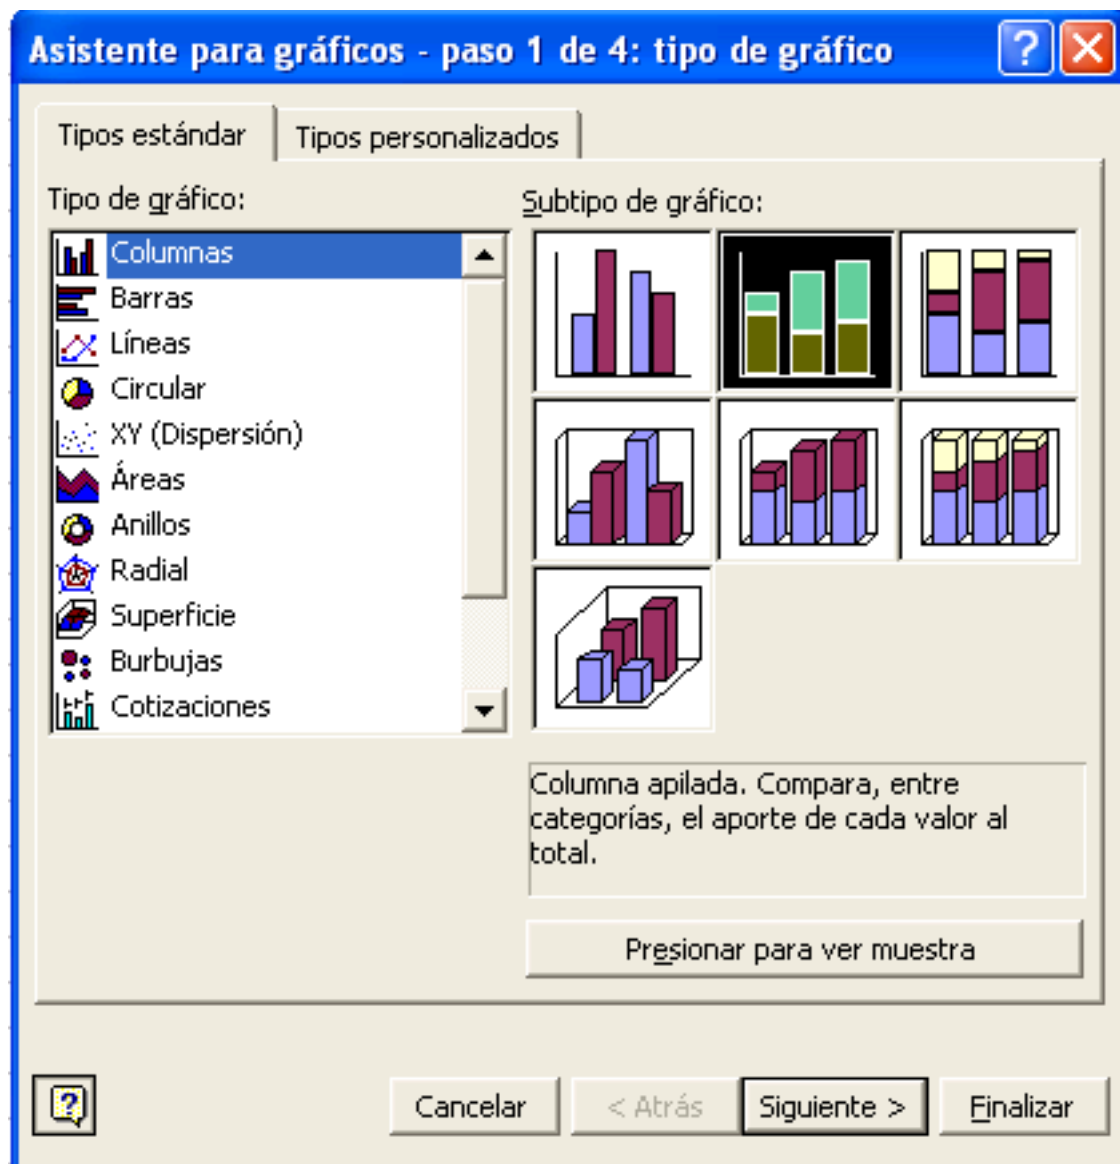 Asistente para gráficos - paso 1 de 4: tipo de gráfico
Tipos estándar
Tipos personalizados
Tipo de gráfico:
Columnas
Barras
Líneas
Circular
XY (Dispersión)
Áreas
Anillos
Radial
Superficie
Burbujas
Cotizaciones
Subtipo de gráfico:
Columna apilada. Compara, entre
categorías, el aporte de cada valor al
total.
Presionar para ver muestra
Cancelar
< Atrás
Siguiente >
Finalizar